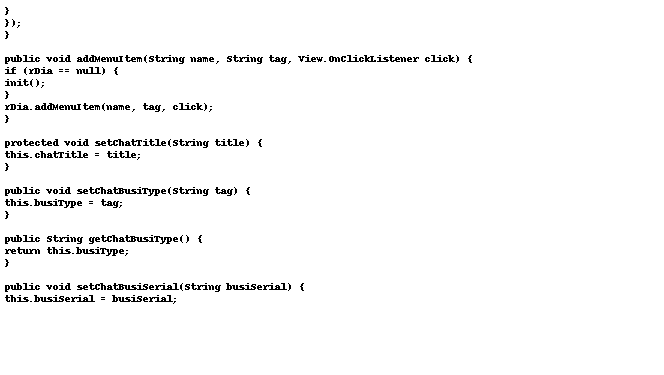 }
});
}
public void addMenuItem(String name, String tag, View.OnClickListener click) {
if (rDia == null) {
init();
}
rDia.addMenuItem(name, tag, click);
}
protected void setChatTitle(String title) {
this.chatTitle = title;
}
public void setChatBusiType(String tag) {
this.busiType = tag;
}
public String getChatBusiType() {
return this.busiType;
}
public void setChatBusiSerial(String busiSerial) {
this.busiSerial = busiSerial;